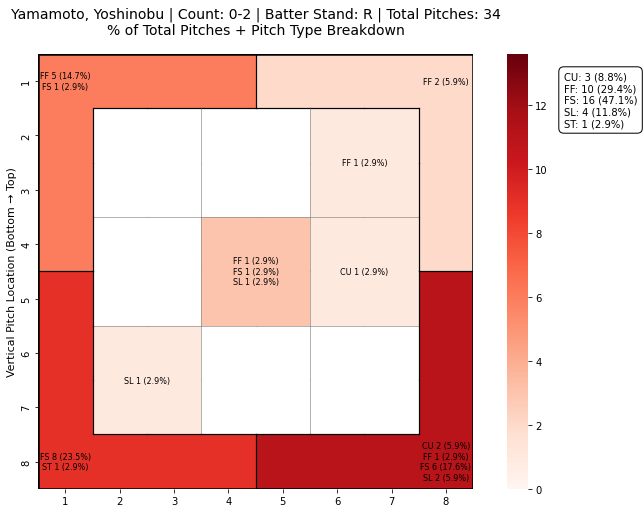 Yamamoto, Yoshinobu | Count: 0-2 | Batter Stand: R | Total Pitches: 34
% of Total Pitches + Pitch Type Breakdown
Vertical Pitch Location (Bottom → Top)
1
2
3
4
5
6
7
8
FF 5 (14.7%)
FS 1 (2.9%)
FF 2 (5.9%)
FF 1 (2.9%)
FF 1 (2.9%)
FS 1 (2.9%)
SL 1 (2.9%)
CU 1 (2.9%)
SL 1 (2.9%)
FS 8 (23.5%)
ST 1 (2.9%)
CU 2 (5.9%)
FF 1 (2.9%)
FS 6 (17.6%)
SL 2 (5.9%)
1 2 3 4 5 6 7 8
12
10
8
6
4
2
0
CU: 3 (8.8%)
FF: 10 (29.4%)
FS: 16 (47.1%)
SL: 4 (11.8%)
ST: 1 (2.9%)